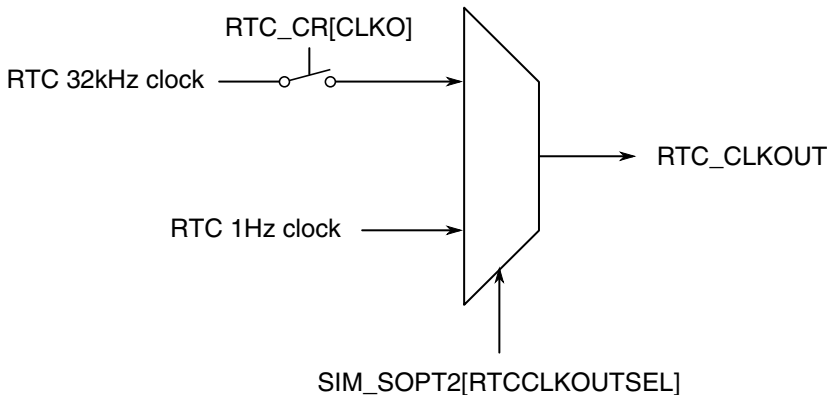 RTC_CR[CLKO]
RTC 32kHz clock
RTC_CLKOUT
RTC 1Hz clock
SIM_SOPT2[RTCCLKOUTSEL]